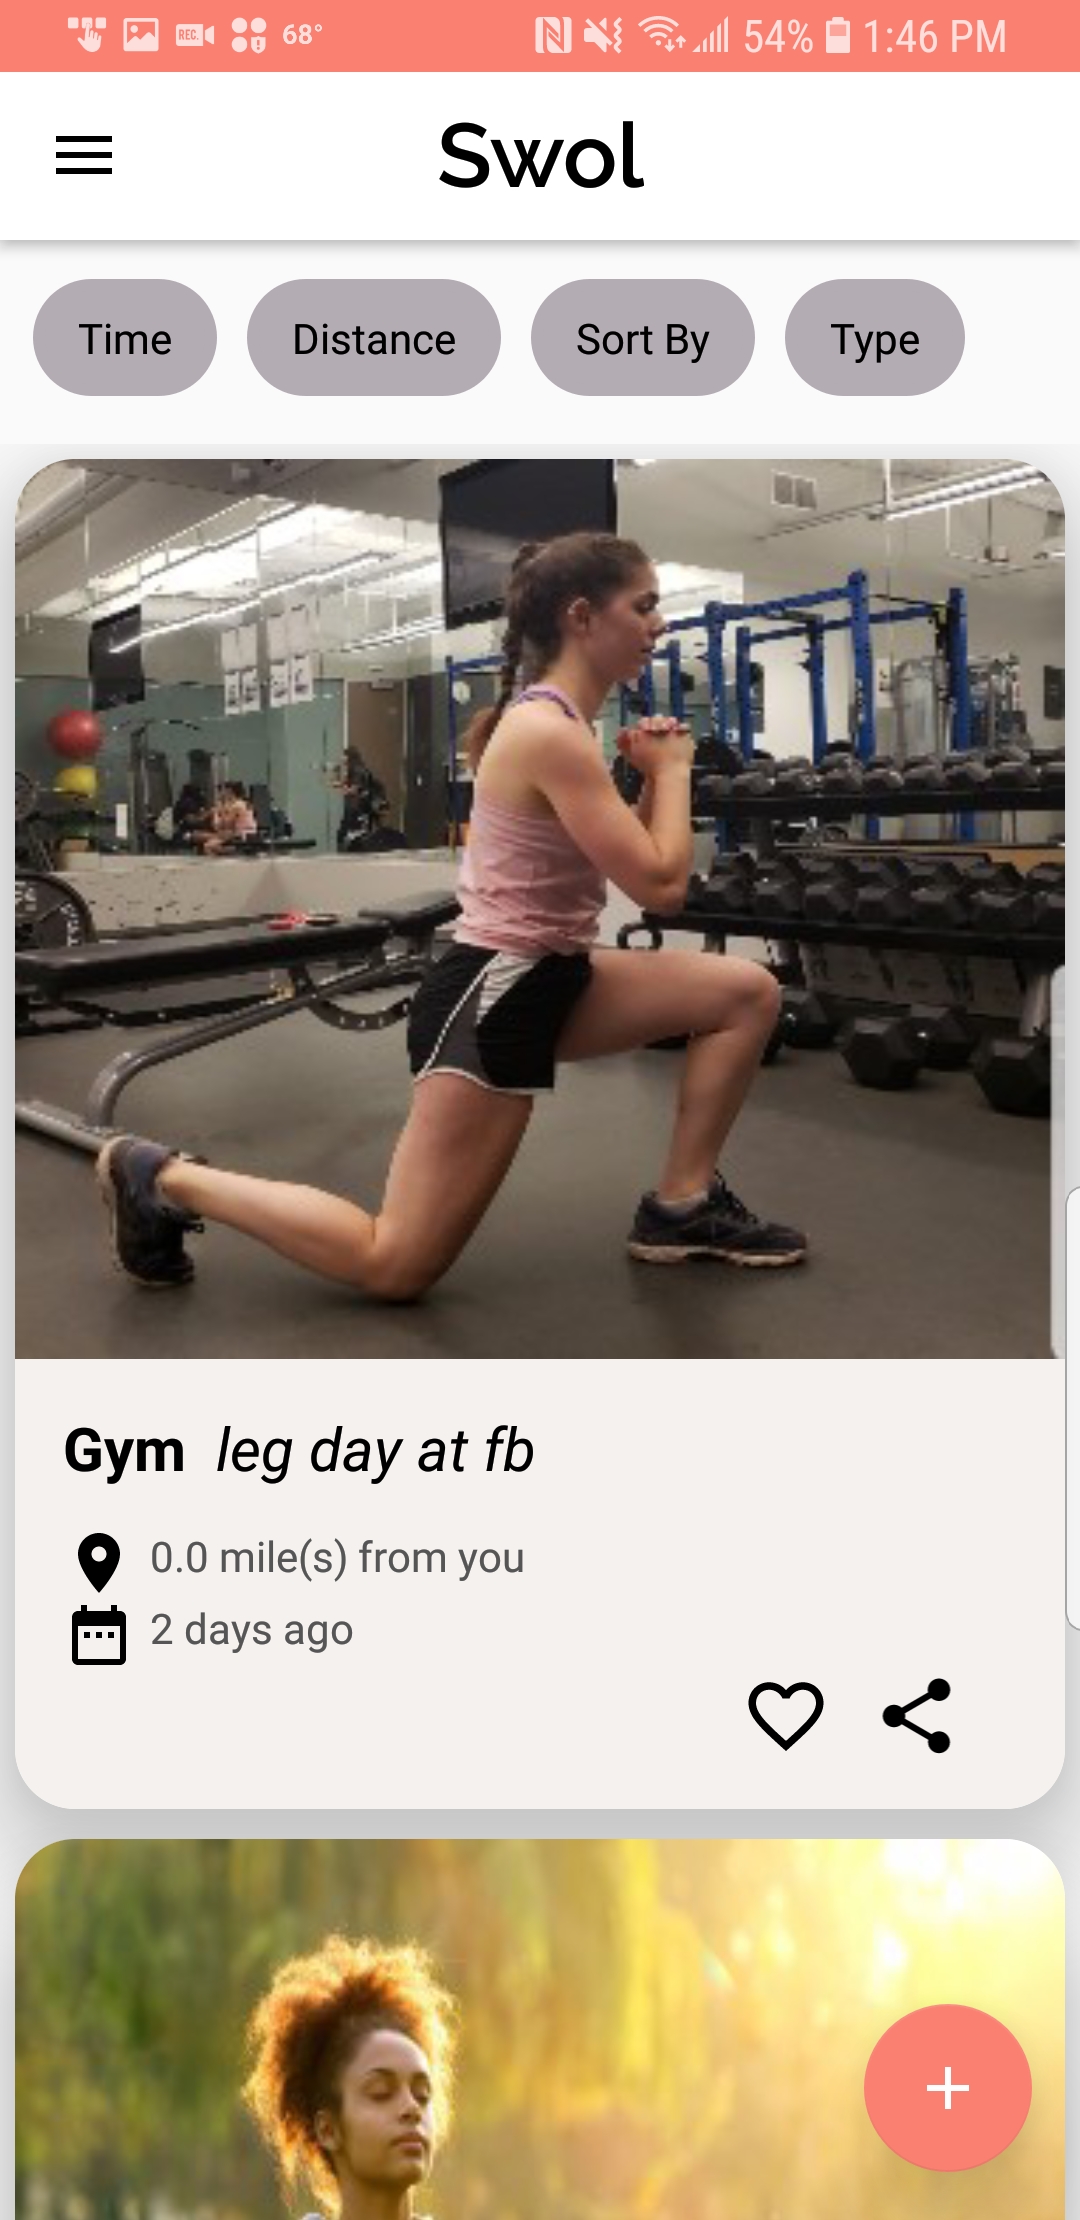 REC. 68° 54% 1:46 PM
Swol
Time Distance Sort By Type
Gym leg day at fb
0.0 mile(s) from you
2 days ago